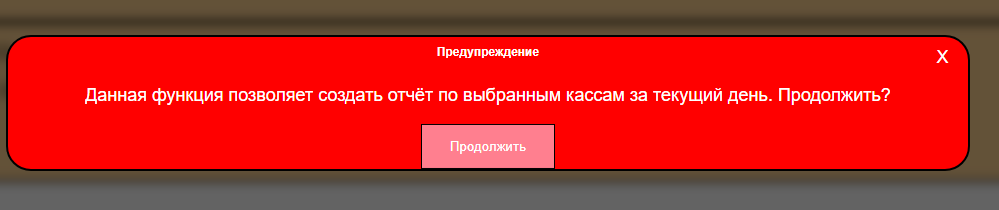 Предупреждение
X
Данная функция позволяет создать отчёт по выбранным кассам за текущий день. Продолжить?
Продолжить